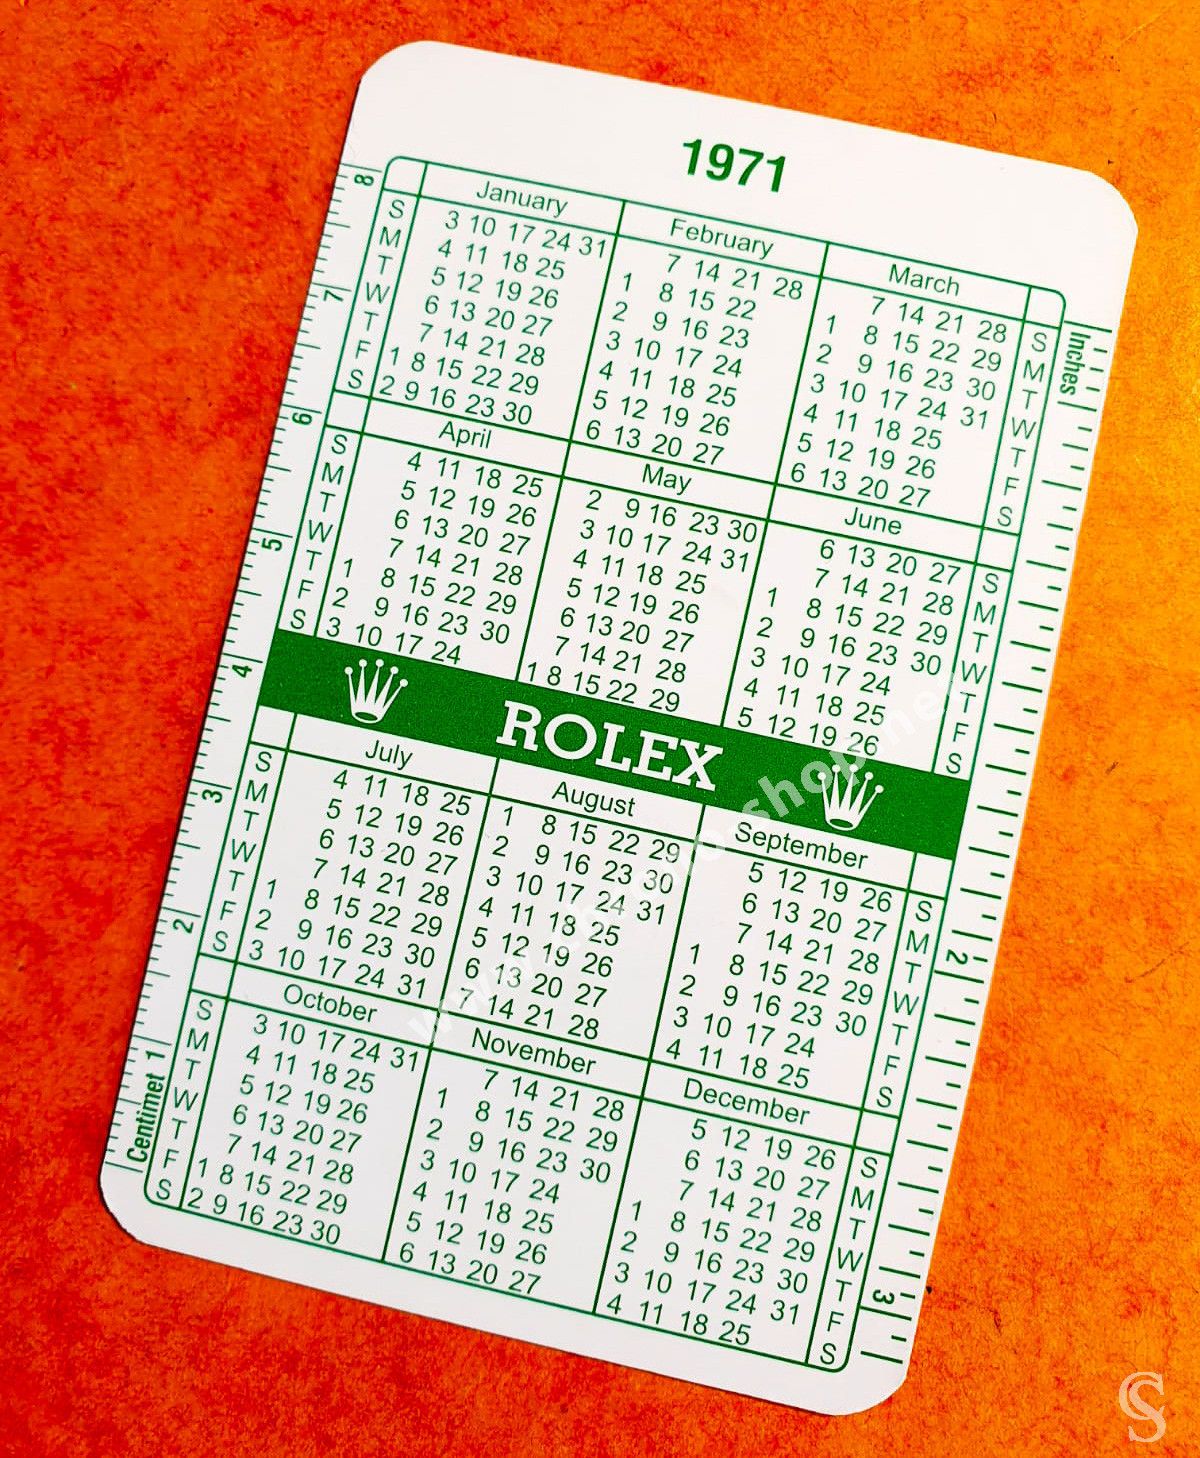 1971
January February March
S 3 10 17 24 31 7 14 21 28 7 14 21 28 S
M 4 11 18 25 1 8 15 22 1 8 15 22 29 M
T 5 12 19 26 2 9 16 23 2 9 16 23 30 T
W 6 13 20 27 3 10 17 24 3 10 17 24 31 W
T 7 14 21 28 4 11 18 25 4 11 18 25 T
F 1 8 15 22 29 5 12 19 26 5 12 19 26 F
S 2 9 16 23 30 6 13 20 27 6 13 20 27 S
April May June
S 4 11 18 25 2 9 16 23 30 6 13 20 27 S
M 5 12 19 26 3 10 17 24 31 7 14 21 28 M
T 6 13 20 27 4 11 18 25 1 8 15 22 29 T
W 7 14 21 28 5 12 19 26 2 9 16 23 30 W
T 1 8 15 22 29 6 13 20 27 3 10 17 24 T
F 2 9 16 23 30 7 14 21 28 4 11 18 25 F
S 3 10 17 24 1 8 15 22 29 5 12 19 26 S
ROLEX
July August September
S 4 11 18 25 1 8 15 22 29 5 12 19 26 S
M 5 12 19 26 2 9 16 23 30 6 13 20 27 M
T 6 13 20 27 3 10 17 24 31 7 14 21 28 T
W 7 14 21 28 4 11 18 25 1 8 15 22 29 W
T 1 8 15 22 29 5 12 19 26 2 9 16 23 30 T
F 2 9 16 23 30 6 13 20 27 3 10 17 24 F
S 3 10 17 24 31 7 14 21 28 4 11 18 25 S
October November December
S 3 10 17 24 31 7 14 21 28 5 12 19 26 S
M 4 11 18 25 1 8 15 22 29 6 13 20 27 M
T 5 12 19 26 2 9 16 23 30 7 14 21 28 T
W 6 13 20 27 3 10 17 24 1 8 15 22 29 W
T 7 14 21 28 4 11 18 25 2 9 16 23 30 T
F 1 8 15 22 29 5 12 19 26 3 10 17 24 31 F
S 2 9 16 23 30 6 13 20 27 4 11 18 25 S
Centimet 1 2 3 4 5 6 7 8
Inches 2 3